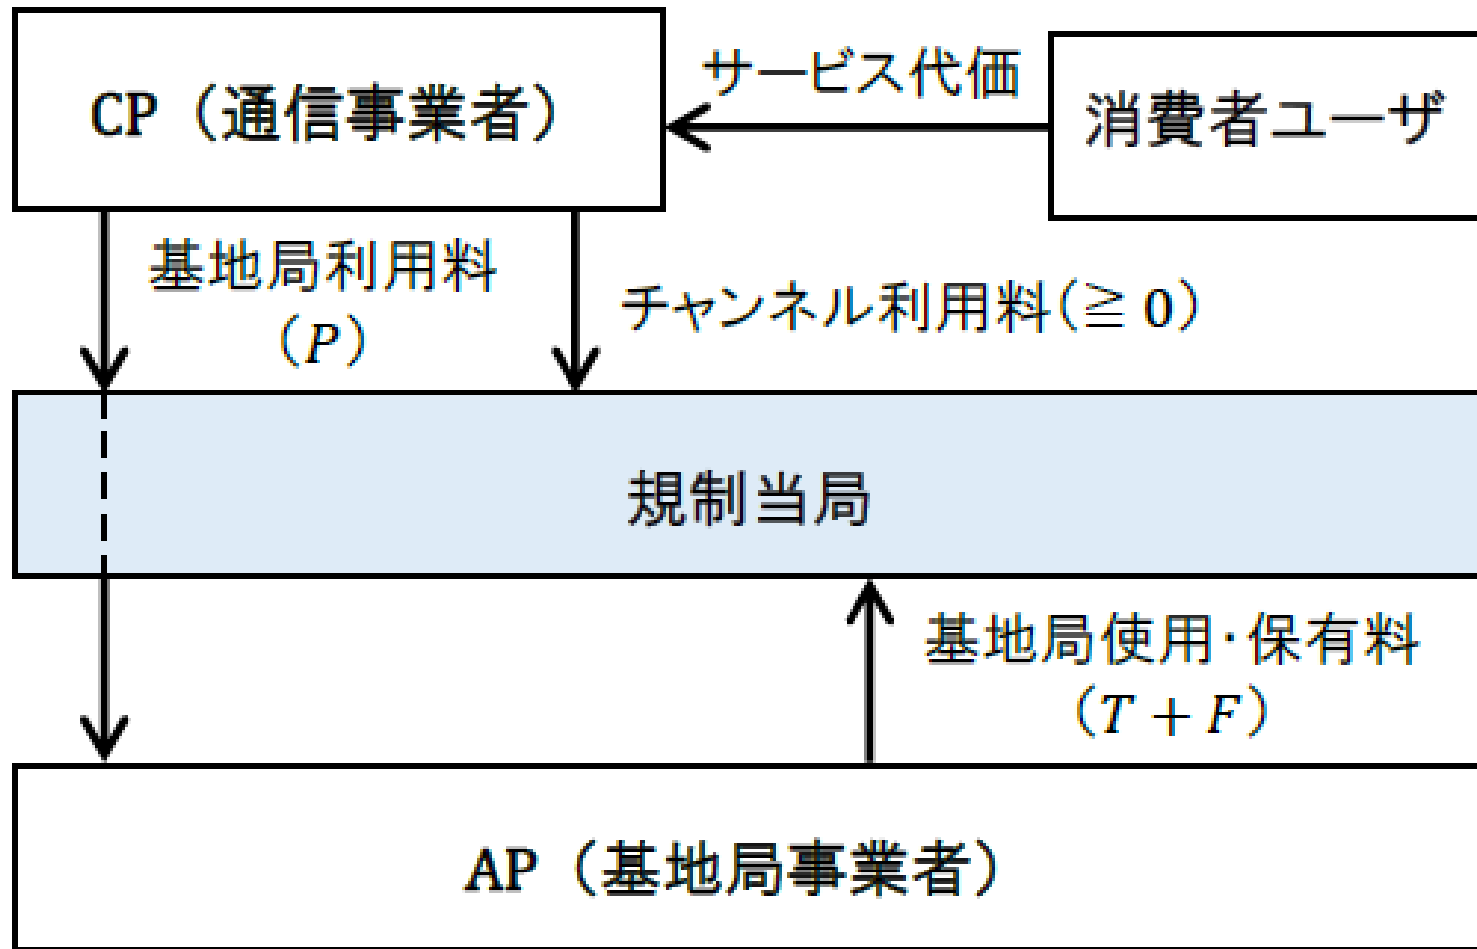 CP（通信事業者）
サービス代価
消費者ユーザ
基地局利用料
（P）
チャンネル利用料(≧ 0）
規制当局
基地局使用･保有料
（T + F）
AP（基地局事業者）